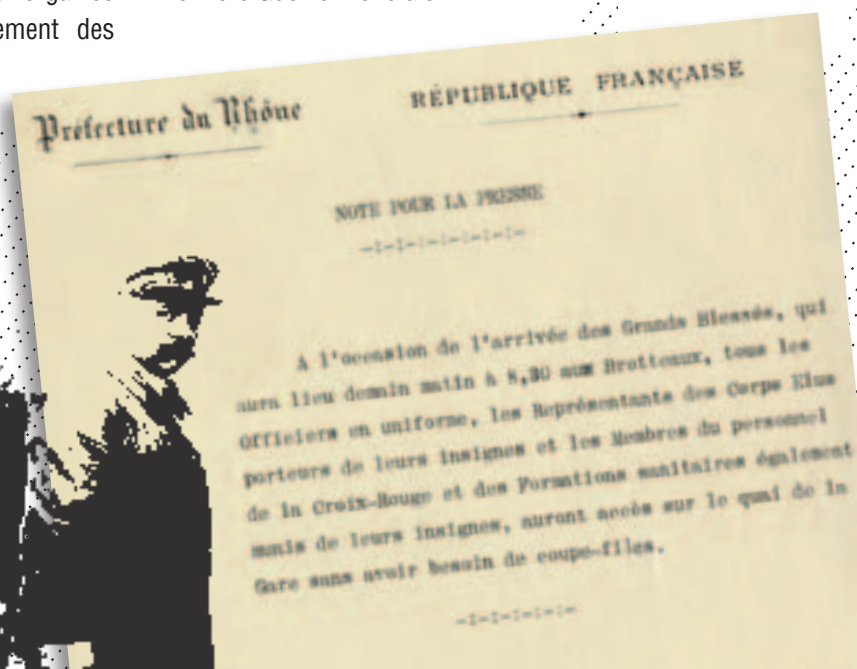 ement des
Préfecture du Rhône
RÉPUBLIQUE FRANÇAISE
NOTE POUR LA PRESSE
-:-:-:-:-:-:-:-
A l'occasion de l'arrivée des Grands Blessés, qui
aura lieu demain matin à 8,30 aux Brotteaux, tous les
Officiers en uniforme, les Représentants des Corps Elus
porteurs de leurs insignes et les Membres du personnel
de la Croix-Rouge et des Formations sanitaires également
munis de leurs insignes, auront accès sur le quai de la
Gare sans avoir besoin de coupe-files.
-:-:-:-:-:-